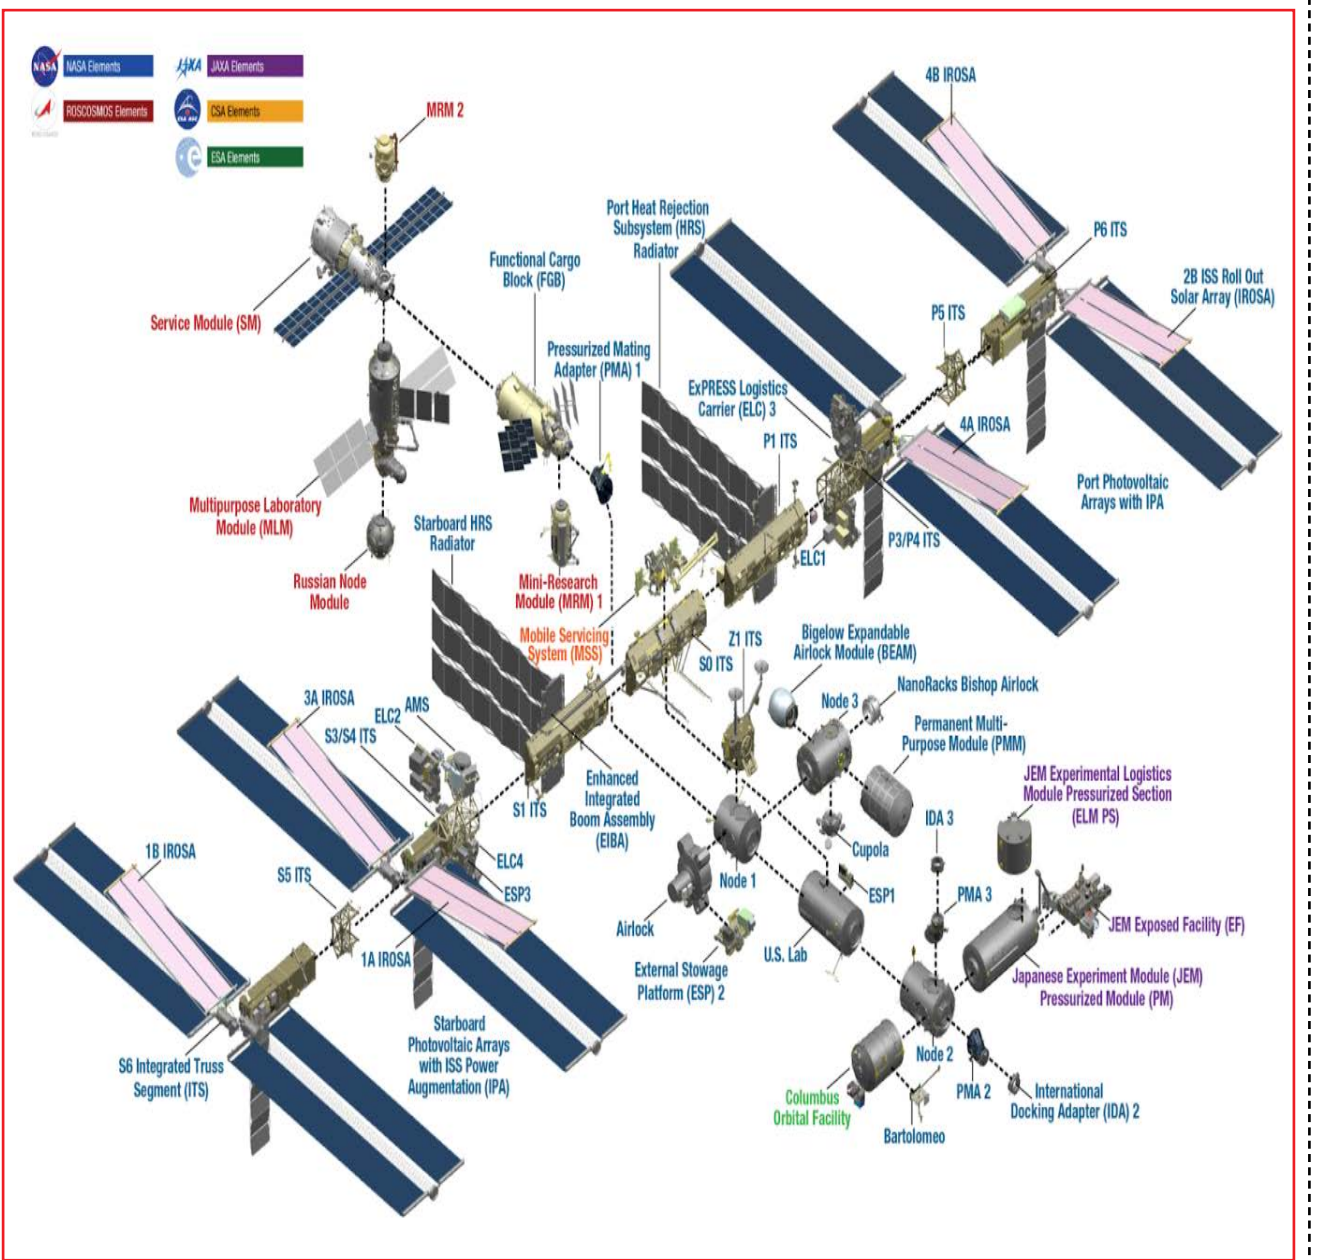 NASA
NASA Elements
JAXA
JAXA Elements
ROSCOSMOS Elements
CSA Elements
ESA Elements
MRM 2
4B IROSA
Port Heat Rejection
Subsystem (HRS)
Radiator
P6 ITS
Functional Cargo
Block (FGB)
2B ISS Roll Out
Solar Array (IROSA)
P5 ITS
Service Module (SM)
Pressurized Mating
Adapter (PMA) 1
ExPRESS Logistics
Carrier (ELC) 3
4A IROSA
P1 ITS
Port Photovoltaic
Arrays with IPA
Multipurpose Laboratory
Module (MLM)
Starboard HRS
Radiator
P3/P4 ITS
ELC1
Russian Node
Module
Mini-Research
Module (MRM) 1
Mobile Servicing
System (MSS)
S0 ITS
Z1 ITS
Bigelow Expandable
Airlock Module (BEAM)
NanoRacks Bishop Airlock
Node 3
Permanent Multi-
Purpose Module (PMM)
3A IROSA
ELC2
AMS
S3/S4 ITS
JEM Experimental Logistics
Module Pressurized Section
(ELM PS)
Enhanced
Integrated
Boom Assembly
(EIBA)
S1 ITS
IDA 3
Cupola
1B IROSA
S5 ITS
ELC4
ESP3
Node 1
ESP1
PMA 3
Airlock
JEM Exposed Facility (EF)
1A IROSA
U.S. Lab
External Stowage
Platform (ESP) 2
Japanese Experiment Module (JEM)
Pressurized Module (PM)
Starboard
Photovoltaic Arrays
with ISS Power
Augmentation (IPA)
S6 Integrated Truss
Segment (ITS)
Node 2
PMA 2
International
Docking Adapter (IDA) 2
Columbus
Orbital Facility
Bartolomeo